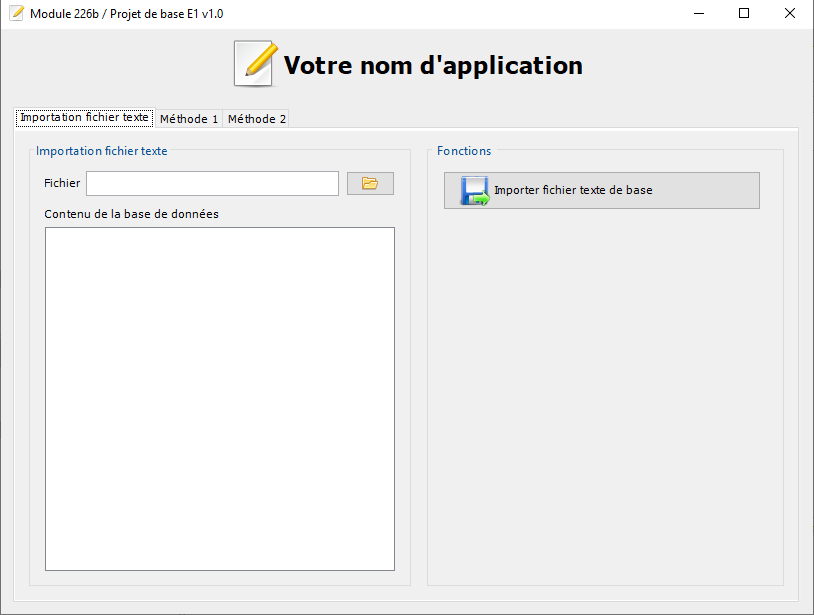 Module 226b / Projet de base E1 v1.0
Votre nom d'application
Importation fichier texte
Méthode 1
Méthode 2
Importation fichier texte
Fichier
Contenu de la base de données
Fonctions
Importer fichier texte de base